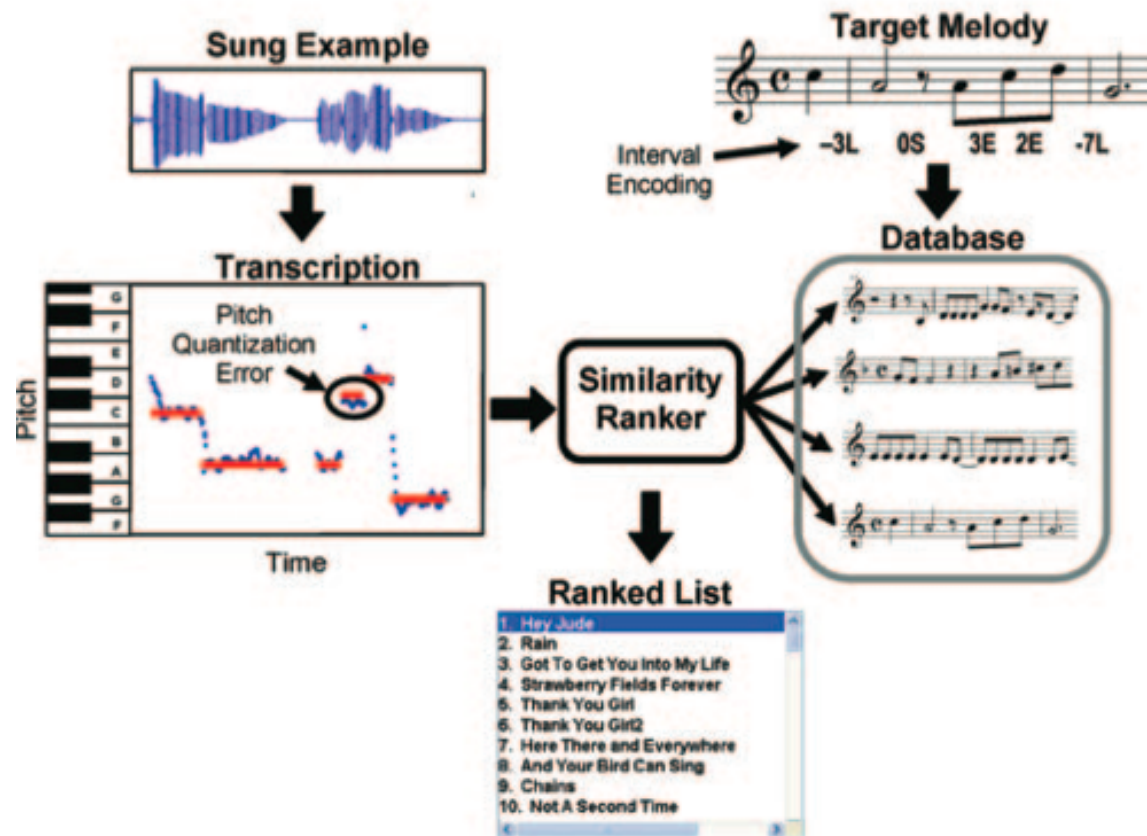 Sung Example
Target Melody
Interval
Encoding
–3L 0S 3E 2E -7L
Transcription
Database
Pitch
Quantization
Error
G
F
E
D
C
B
A
G
F
Pitch
Time
Similarity
Ranker
Ranked List
1. Hey Jude
2. Rain
3. Got To Get You Into My Life
4. Strawberry Fields Forever
5. Thank You Girl
6. Thank You Girl2
7. Here There and Everywhere
8. And Your Bird Can Sing
9. Chains
10. Not A Second Time